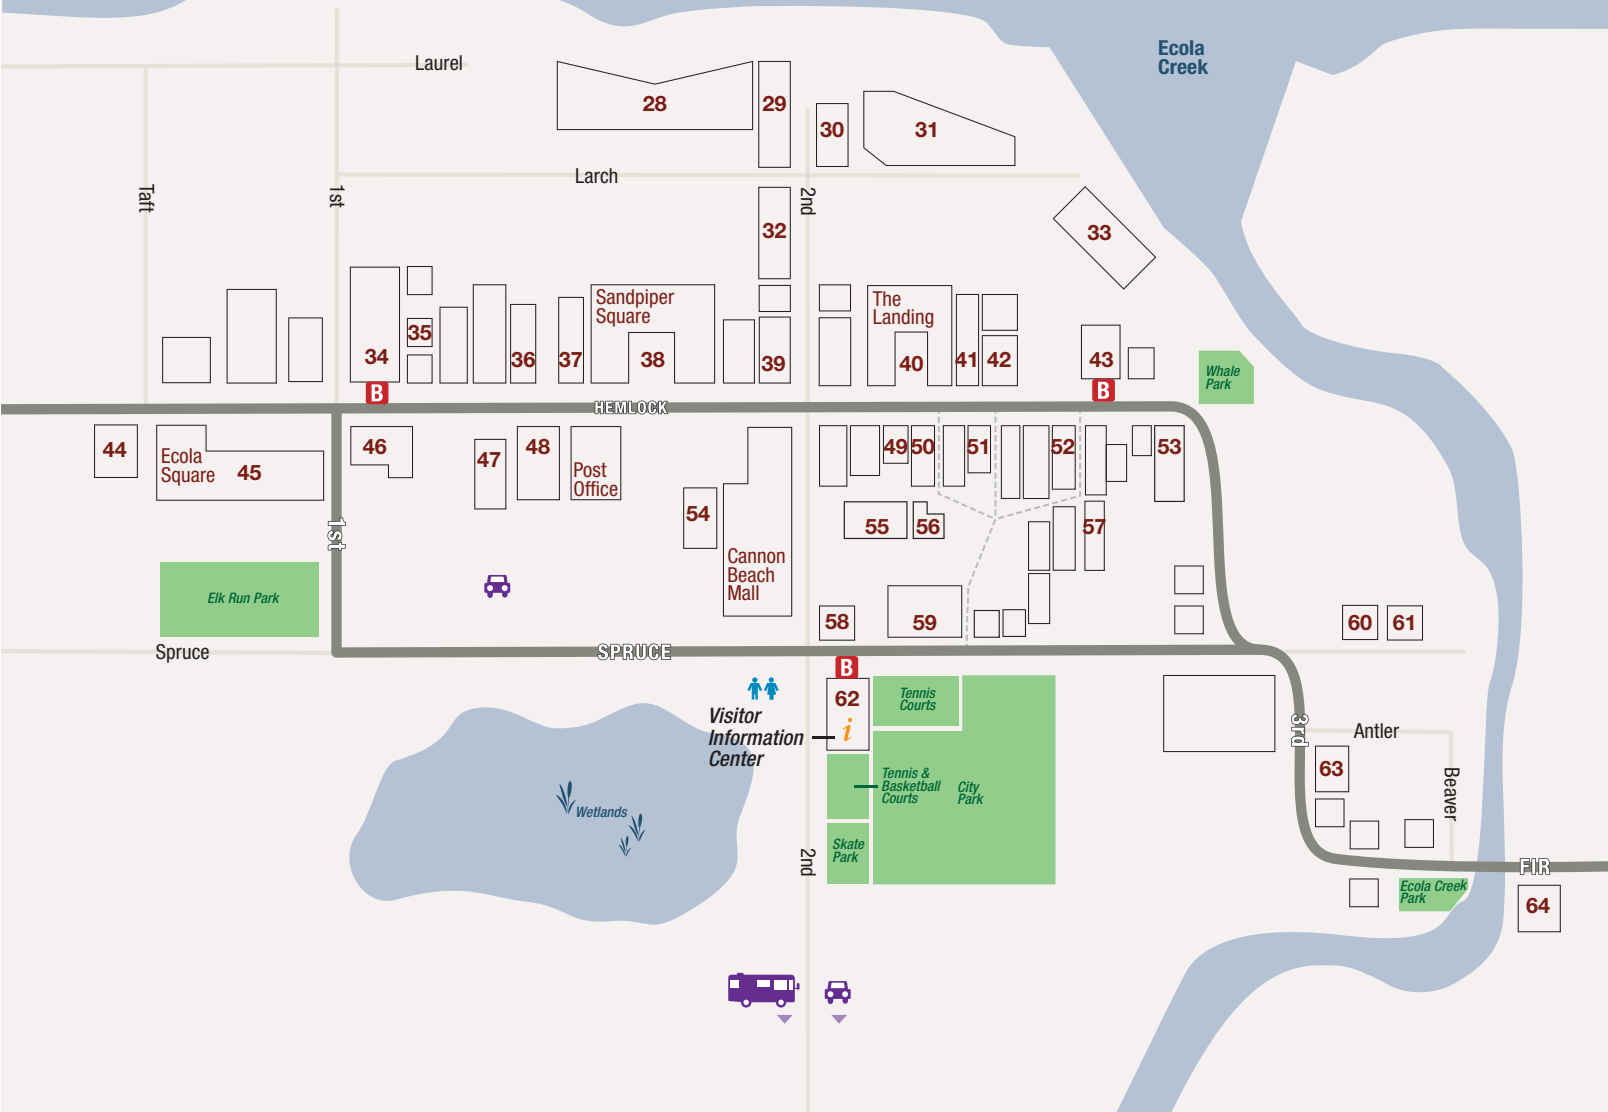 Ecola
Creek
Laurel
28
29
30
31
Larch
Taft
1st
2nd
32
33
Sandpiper
Square
The
Landing
34
35
36
37
38
39
40
41
42
43
Whale
Park
B
B
HEMLOCK
44
Ecola
Square
45
46
47
48
Post
Office
49
50
51
52
53
54
55
56
57
1st
Cannon
Beach
Mall
Elk Run Park
58
59
60
61
Spruce
SPRUCE
B
62
i
Visitor
Information
Center
Tennis
Courts
Tennis &
Basketball
Courts
City
Park
Skate
Park
Wetlands
2nd
3rd
Antler
63
Beaver
FIR
Ecola Creek
Park
64